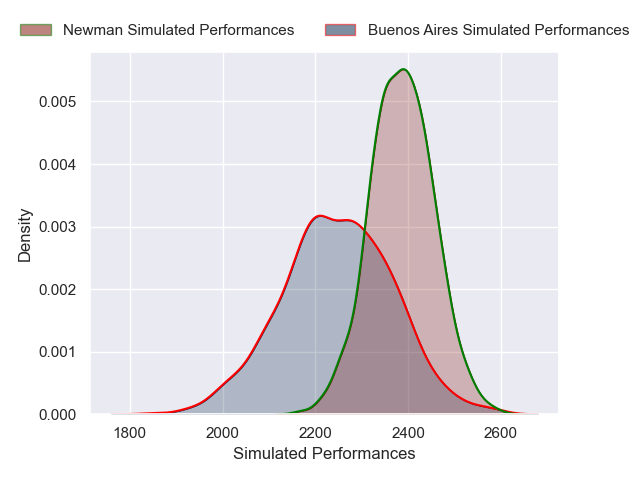 Newman Simulated Performances
Buenos Aires Simulated Performances
0.005
0.004
0.003
0.002
0.001
0.000
Density
1800 2000 2200 2400 2600
Simulated Performances